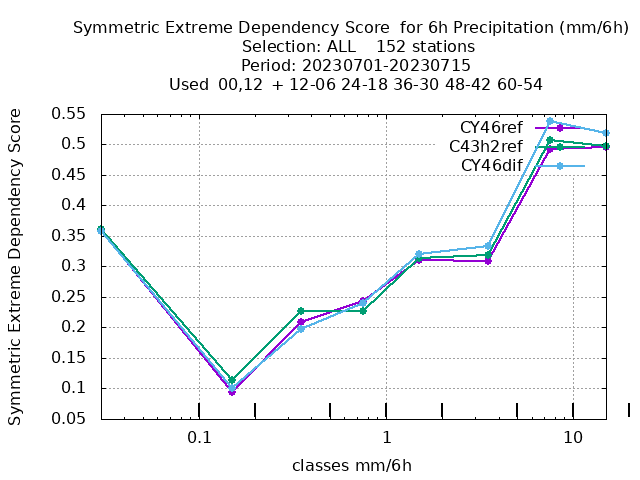 Symmetric Extreme Dependency Score  for 6h Precipitation (mm/6h)
Selection: ALL    152 stations
Period: 20230701-20230715
Used  00,12  + 12-06 24-18 36-30 48-42 60-54
Symmetric Extreme Dependency Score
0.55
0.5
0.45
0.4
0.35
0.3
0.25
0.2
0.15
0.1
0.05
CY46ref
C43h2ref
CY46dif
0.1 1 10
classes mm/6h